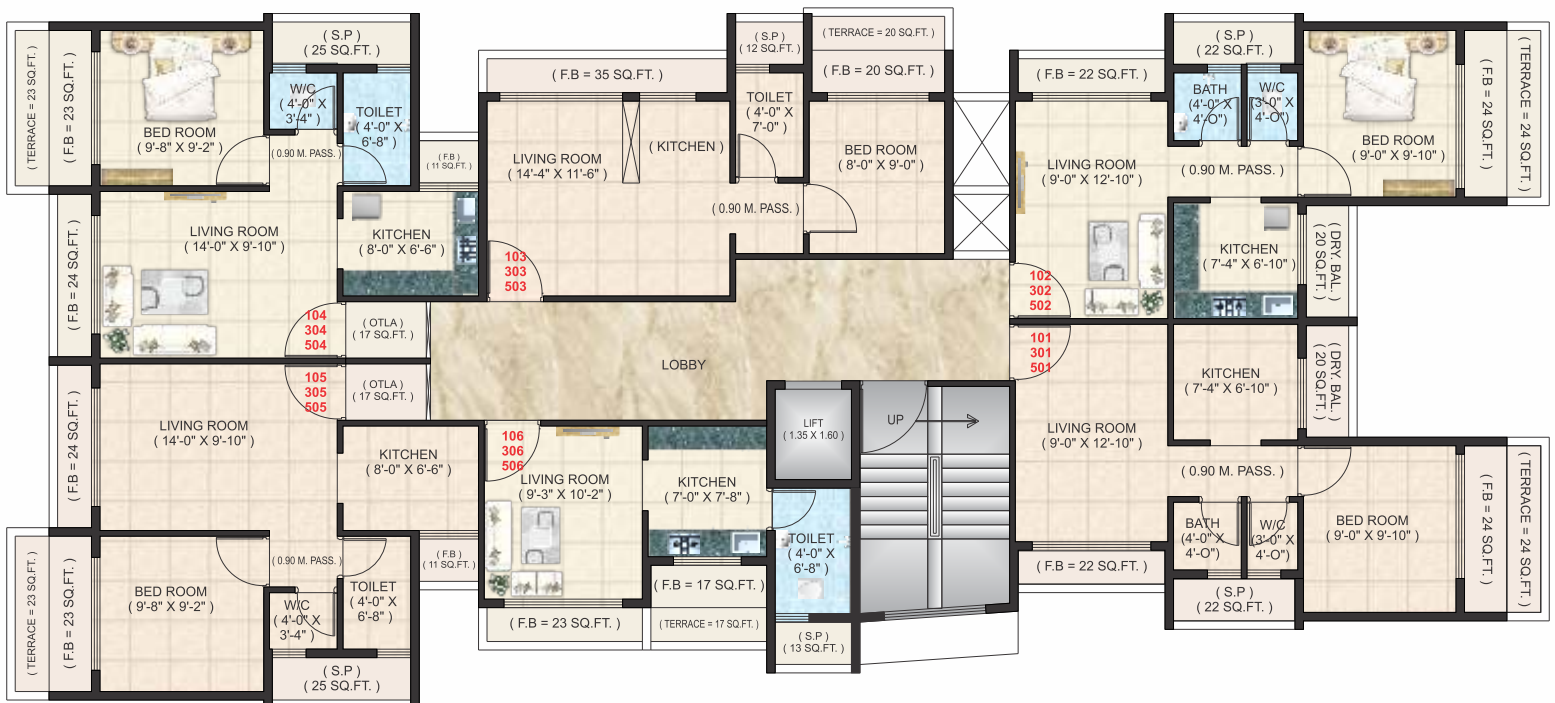 ( TERRACE = 23 SQ.FT. )
( F.B = 23 SQ.FT. )
BED ROOM
( 9'-8" X 9'-2" )
( S.P )
( 25 SQ.FT. )
W/C
( 4'-0" X
3'-4" )
TOILET
( 4'-0" X
6'-8" )
( 0.90 M. PASS. )
( F.B )
( 11 SQ.FT. )
( F.B = 24 SQ.FT. )
LIVING ROOM
( 14'-0" X 9'-10" )
KITCHEN
( 8'-0" X 6'-6" )
104
304
504
( OTLA )
( 17 SQ.FT. )
( F.B = 35 SQ.FT. )
LIVING ROOM
( 14'-4" X 11'-6" )
( KITCHEN )
( S.P )
( 12 SQ.FT. )
TOILET
( 4'-0" X
7'-0" )
( TERRACE = 20 SQ.FT. )
( F.B = 20 SQ.FT. )
BED ROOM
( 8'-0" X 9'-0" )
( 0.90 M. PASS. )
103
303
503
( F.B = 22 SQ.FT. )
LIVING ROOM
( 9'-0" X 12'-10" )
( S.P )
( 22 SQ.FT. )
BATH
(4'-0" X
4'-O")
W/C
(3'-0" X
4'-O")
( 0.90 M. PASS. )
BED ROOM
( 9'-0" X 9'-10" )
( F.B = 24 SQ.FT. )
( TERRACE = 24 SQ.FT. )
KITCHEN
( 7'-4" X 6'-10" )
( DRY. BAL. )
( 20 SQ.FT. )
102
302
502
LOBBY
105
305
505
( OTLA )
( 17 SQ.FT. )
( F.B = 24 SQ.FT. )
LIVING ROOM
( 14'-0" X 9'-10" )
KITCHEN
( 8'-0" X 6'-6" )
( F.B )
( 11 SQ.FT. )
( TERRACE = 23 SQ.FT. )
( F.B = 23 SQ.FT. )
BED ROOM
( 9'-8" X 9'-2" )
( 0.90 M. PASS. )
W/C
( 4'-0" X
3'-4" )
TOILET
( 4'-0" X
6'-8" )
( S.P )
( 25 SQ.FT. )
106
306
506
LIVING ROOM
( 9'-3" X 10'-2" )
KITCHEN
( 7'-0" X 7'-8" )
( F.B = 23 SQ.FT. )
( F.B = 17 SQ.FT. )
( TERRACE = 17 SQ.FT. )
TOILET
( 4'-0" X
6'-8" )
( S.P )
( 13 SQ.FT. )
LIFT
( 1.35 X 1.60 )
UP
101
301
501
LIVING ROOM
( 9'-0" X 12'-10" )
KITCHEN
( 7'-4" X 6'-10" )
( DRY. BAL. )
( 20 SQ.FT. )
( 0.90 M. PASS. )
BATH
(4'-0" X
4'-O")
W/C
(3'-0" X
4'-O")
BED ROOM
( 9'-0" X 9'-10" )
( F.B = 24 SQ.FT. )
( TERRACE = 24 SQ.FT. )
( F.B = 22 SQ.FT. )
( S.P )
( 22 SQ.FT. )